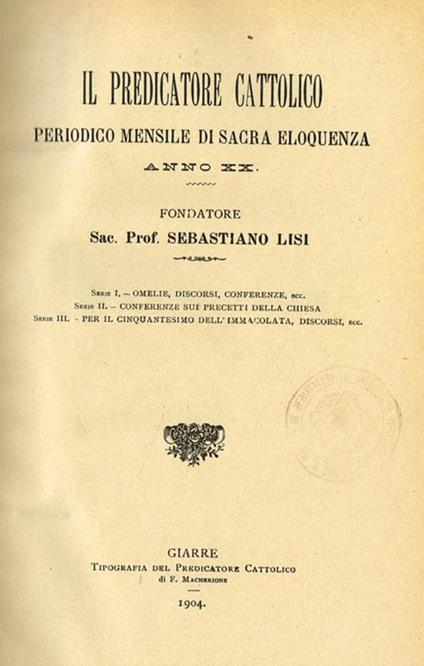 IL PREDICATORE CATTOLICO
PERIODICO MENSILE DI SACRA ELOQUENZA
ANNO XX.
FONDATORE
Sac. Prof. SEBASTIANO LISI
Serie I. – OMELIE, DISCORSI, CONFERENZE, ecc.
Serie II. – CONFERENZE SUI PRECETTI DELLA CHIESA
Serie III. – PER IL CINQUANTESIMO DELL'IMMACOLATA, DISCORSI, ecc.
GIARRE
Tipografia del Predicatore Cattolico
di F. Macherione
1904.